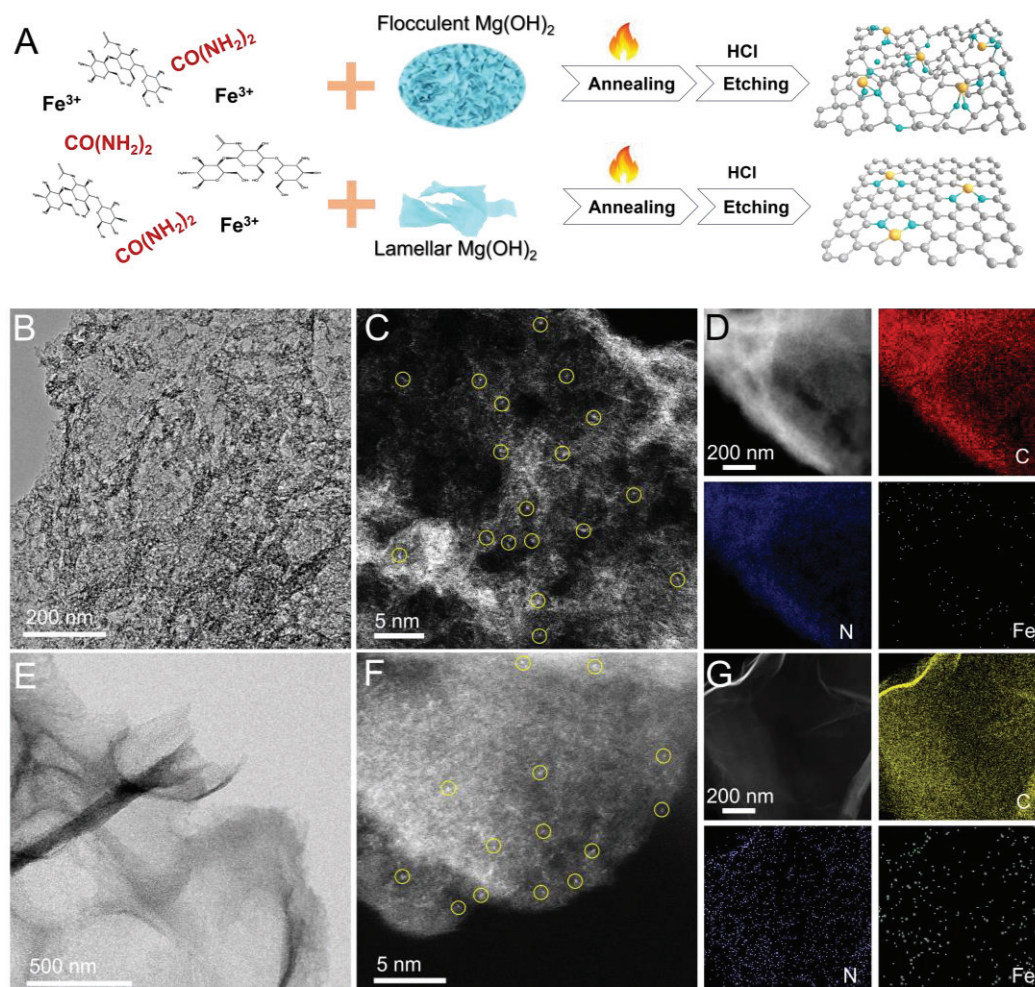 A
CO(NH₂)₂
Fe³⁺
Fe³⁺
CO(NH₂)₂
CO(NH₂)₂
Fe³⁺
Flocculent Mg(OH)₂
Annealing
HCl
Etching
Lamellar Mg(OH)₂
Annealing
HCl
Etching
B
200 nm
C
5 nm
D
200 nm
C
N
Fe
E
500 nm
F
5 nm
G
200 nm
C
N
Fe